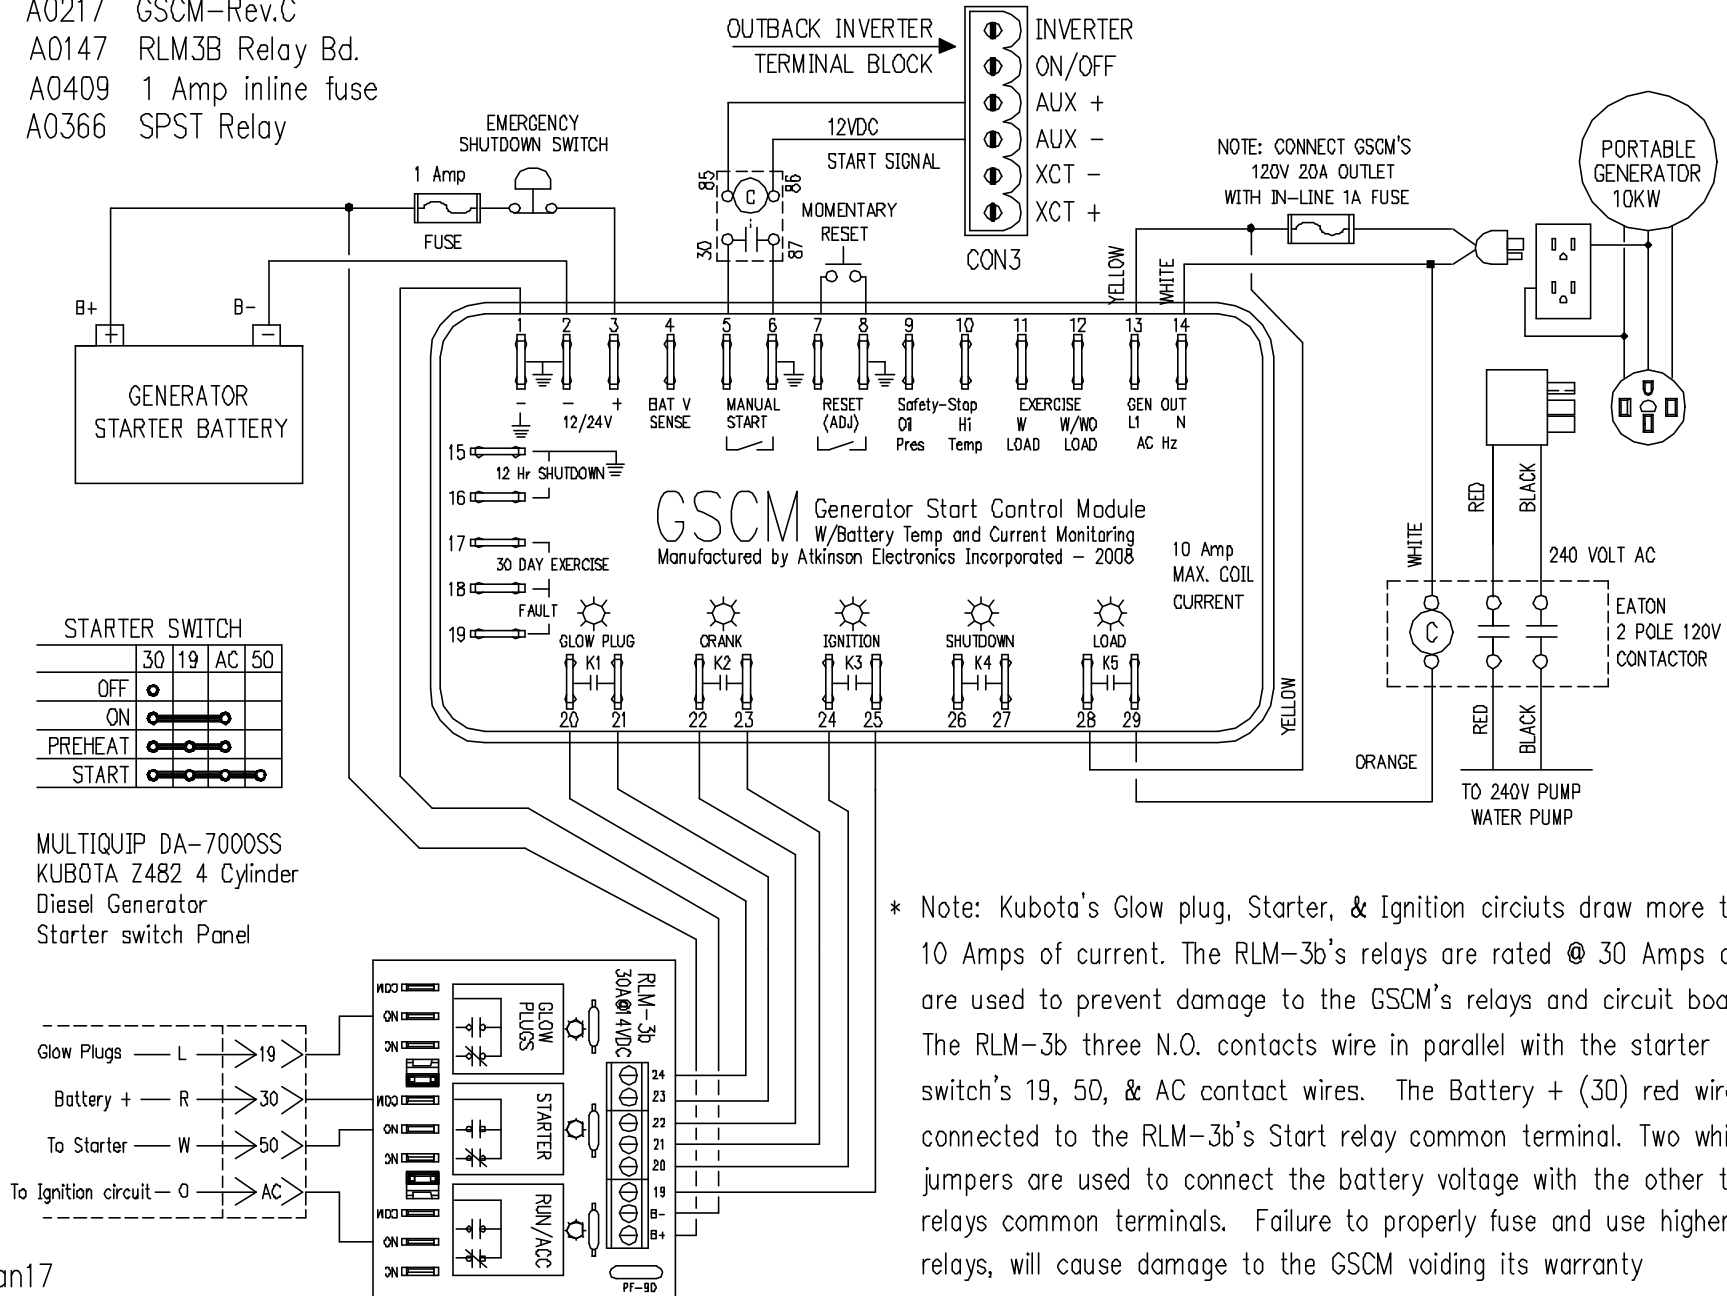 A0217 GSCM-Rev.C
A0147 RLM3B Relay Bd.
A0409 1 Amp inline fuse
A0366 SPST Relay
OUTBACK INVERTER
TERMINAL BLOCK
INVERTER
ON/OFF
AUX +
AUX -
XCT -
XCT +
CON3
12VDC
START SIGNAL
EMERGENCY
SHUTDOWN SWITCH
1 Amp
FUSE
85
86
C
30
87
MOMENTARY
RESET
NOTE: CONNECT GSCM'S
120V 20A OUTLET
WITH IN-LINE 1A FUSE
PORTABLE
GENERATOR
10KW
YELLOW
WHITE
B+
B-
+
-
GENERATOR
STARTER BATTERY
1 2 3 4 5 6 7 8 9 10 11 12 13 14
- - +
12/24V
BAT V
SENSE
MANUAL
START
RESET
(ADJ)
Safety-Stop
Oil
Pres
Hi
Temp
EXERCISE
W
LOAD
W/WO
LOAD
GEN OUT
L1 N
AC Hz
15
12 Hr SHUTDOWN
16
17
30 DAY EXERCISE
18
FAULT
19
GSCM Generator Start Control Module
W/Battery Temp and Current Monitoring
Manufactured by Atkinson Electronics Incorporated - 2008
10 Amp
MAX. COIL
CURRENT
GLOW PLUG
K1
CRANK
K2
IGNITION
K3
SHUTDOWN
K4
LOAD
K5
20 21 22 23 24 25 26 27 28 29
YELLOW
RED
BLACK
WHITE
240 VOLT AC
C
EATON
2 POLE 120V
CONTACTOR
RED
BLACK
ORANGE
TO 240V PUMP
WATER PUMP
STARTER SWITCH
30 19 AC 50
OFF
ON
PREHEAT
START
MULTIQUIP DA-7000SS
KUBOTA Z482 4 Cylinder
Diesel Generator
Starter switch Panel
Glow Plugs L 19
Battery + R 30
To Starter W 50
To Ignition circuit O AC
COM
NO
NC
COM
NO
NC
COM
NO
NC
GLOW
PLUGS
STARTER
RUN/ACC
RLM-3b
30A@14VDC
24
23
22
21
20
19
B-
B+
PF-9D
* Note: Kubota's Glow plug, Starter, & Ignition circiuts draw more
10 Amps of current. The RLM-3b's relays are rated @ 30 Amps
are used to prevent damage to the GSCM's relays and circuit
The RLM-3b three N.O. contacts wire in parallel with the starter
switch's 19, 50, & AC contact wires. The Battery + (30) red
connected to the RLM-3b's Start relay common terminal. Two
jumpers are used to connect the battery voltage with the other
relays common terminals. Failure to properly fuse and use higher
relays, will cause damage to the GSCM voiding its warranty
an17